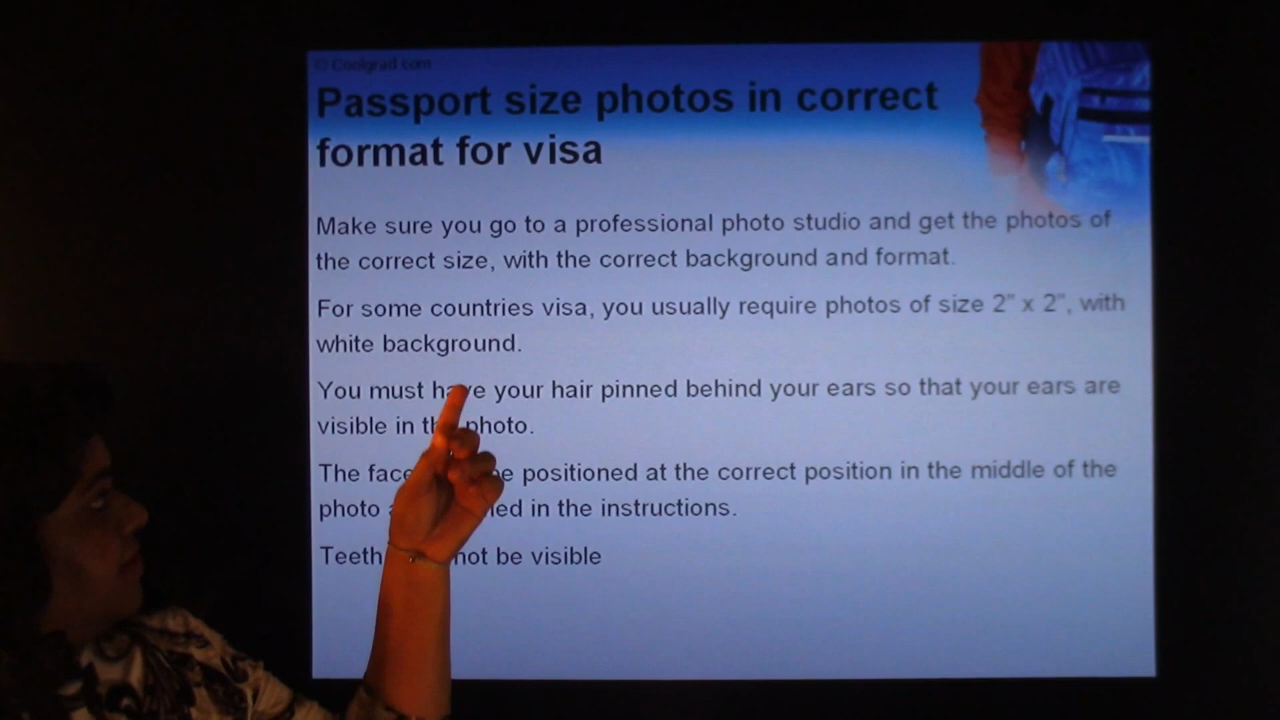 © Coolgrad.com
Passport size photos in correct
format for visa
Make sure you go to a professional photo studio and get the photos of
the correct size, with the correct background and format.
For some countries visa, you usually require photos of size 2" x 2", with
white background.
You must have your hair pinned behind your ears so that your ears are
visible in the photo.
The face be positioned at the correct position in the middle of the
photo in the instructions.
Teeth not be visible